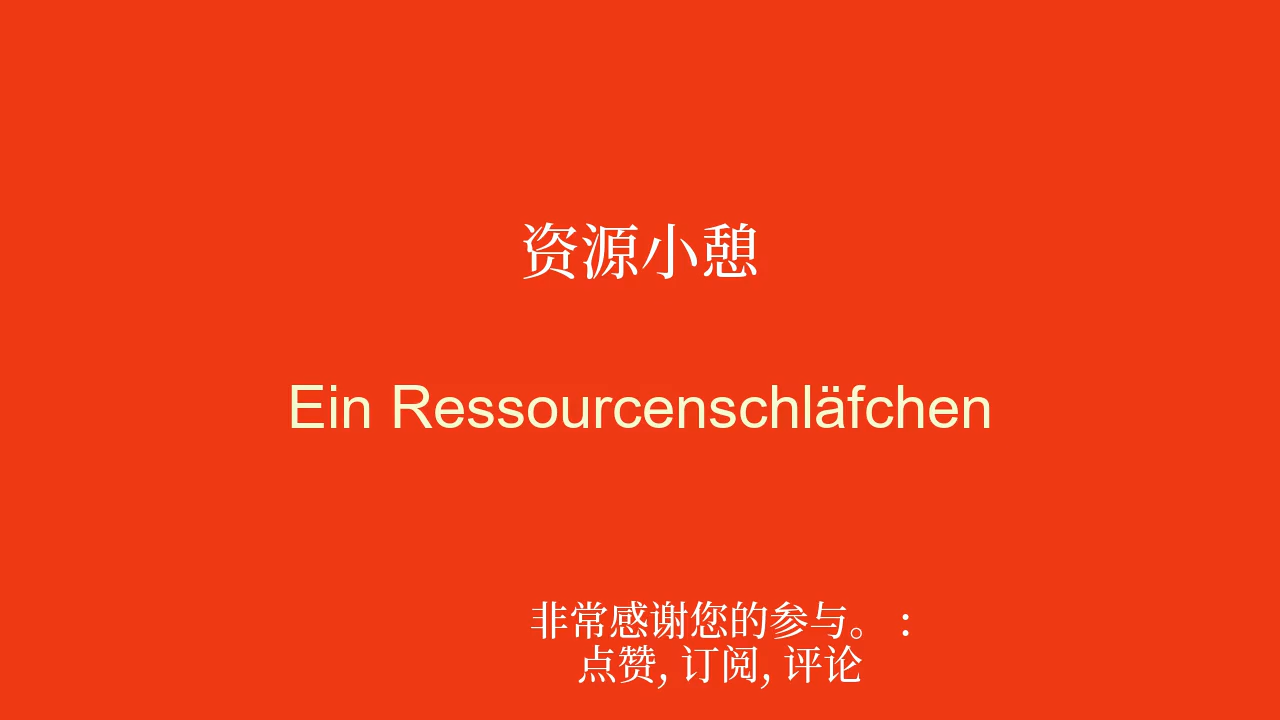 资源小憩
Ein Ressourcenschläfchen
非常感谢您的参与。 :
点赞, 订阅, 评论